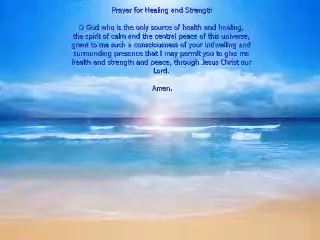 Prayer for Healing and Strength
O God who is the only source of health and healing,
the spirit of calm and the central peace of this universe,
grant to me such a consciousness of your indwelling and
surrounding presence that I may permit you to give me
health and strength and peace, through Jesus Christ our
Lord.
Amen.